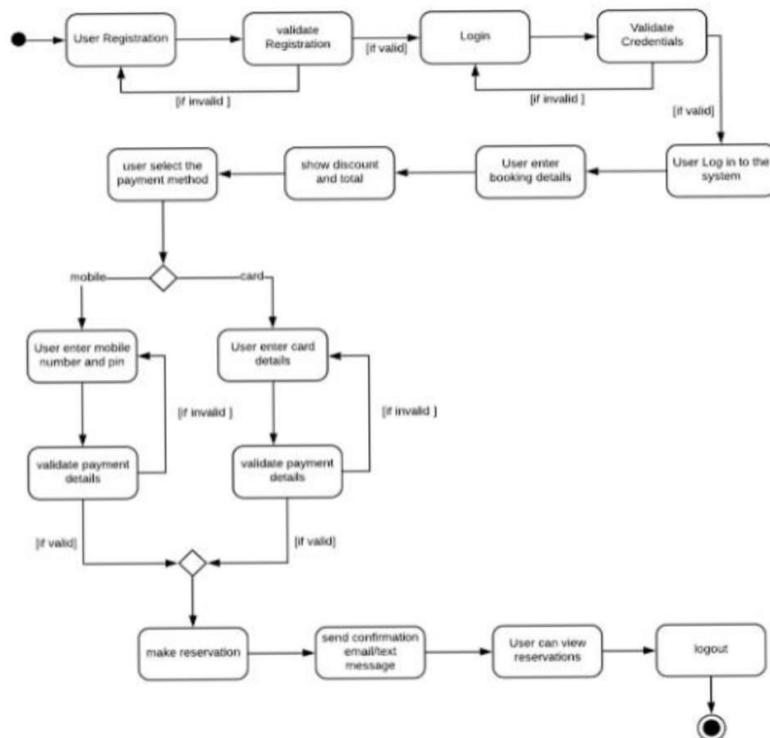 User Registration
validate
Registration
[if valid]
Login
Validate
Credentials
[if invalid ]
[if invalid ]
[if valid]
user select the
payment method
show discount
and total
User enter
booking details
User Log in to the
system
mobile
card
User enter mobile
number and pin
User enter card
details
[if invalid ]
[if invalid ]
validate payment
details
validate payment
details
[if valid]
[if valid]
make reservation
send confirmation
email/text
message
User can view
reservations
logout